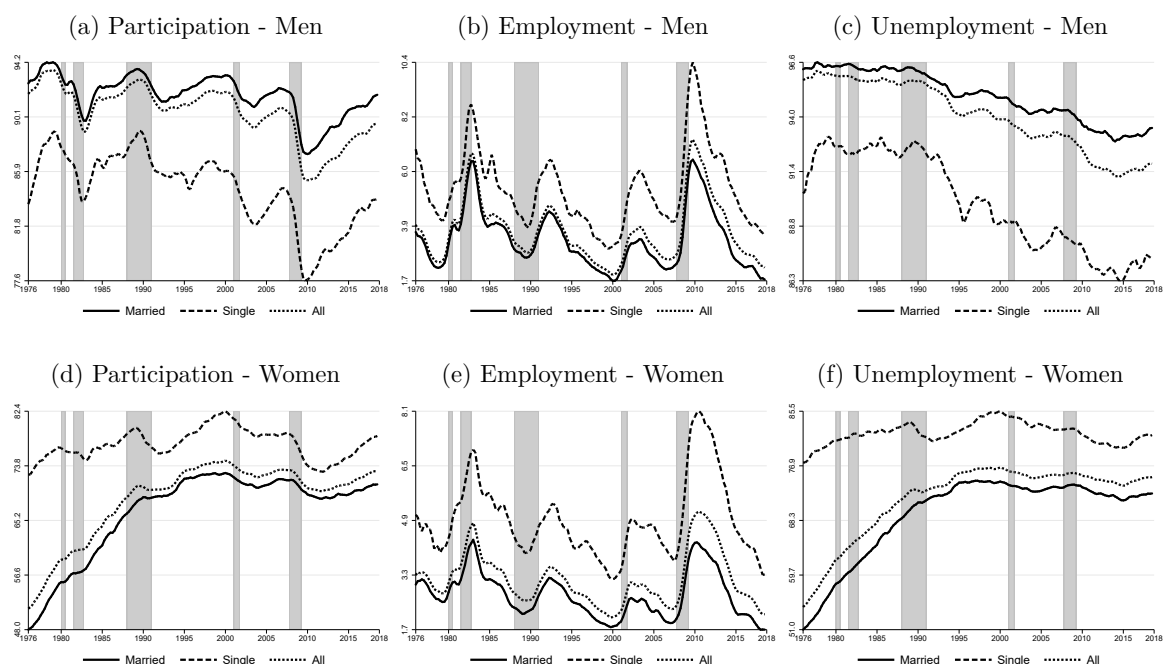 (a) Participation - Men
94.2
90.1
85.9
81.8
77.6
1976 1980 1985 1990 1995 2000 2005 2010 2018
Married Single All
(b) Employment - Men
10.4
8.2
6.0
3.9
1.7
1976 1980 1985 1990 1995 2000 2005 2010 2018
Married Single All
(c) Unemployment - Men
96.6
94.0
91.4
88.8
86.3
1976 1980 1985 1990 1995 2000 2005 2010 2018
Married Single All
(d) Participation - Women
82.4
73.8
65.2
56.6
48.0
1976 1980 1985 1990 1995 2000 2005 2010 2018
Married Single All
(e) Employment - Women
8.1
6.5
4.9
3.3
1.7
1976 1980 1985 1990 1995 2000 2005 2010 2018
Married Single All
(f) Unemployment - Women
85.5
76.9
68.3
59.7
51.0
1976 1980 1985 1990 1995 2000 2005 2010 2018
Married Single All